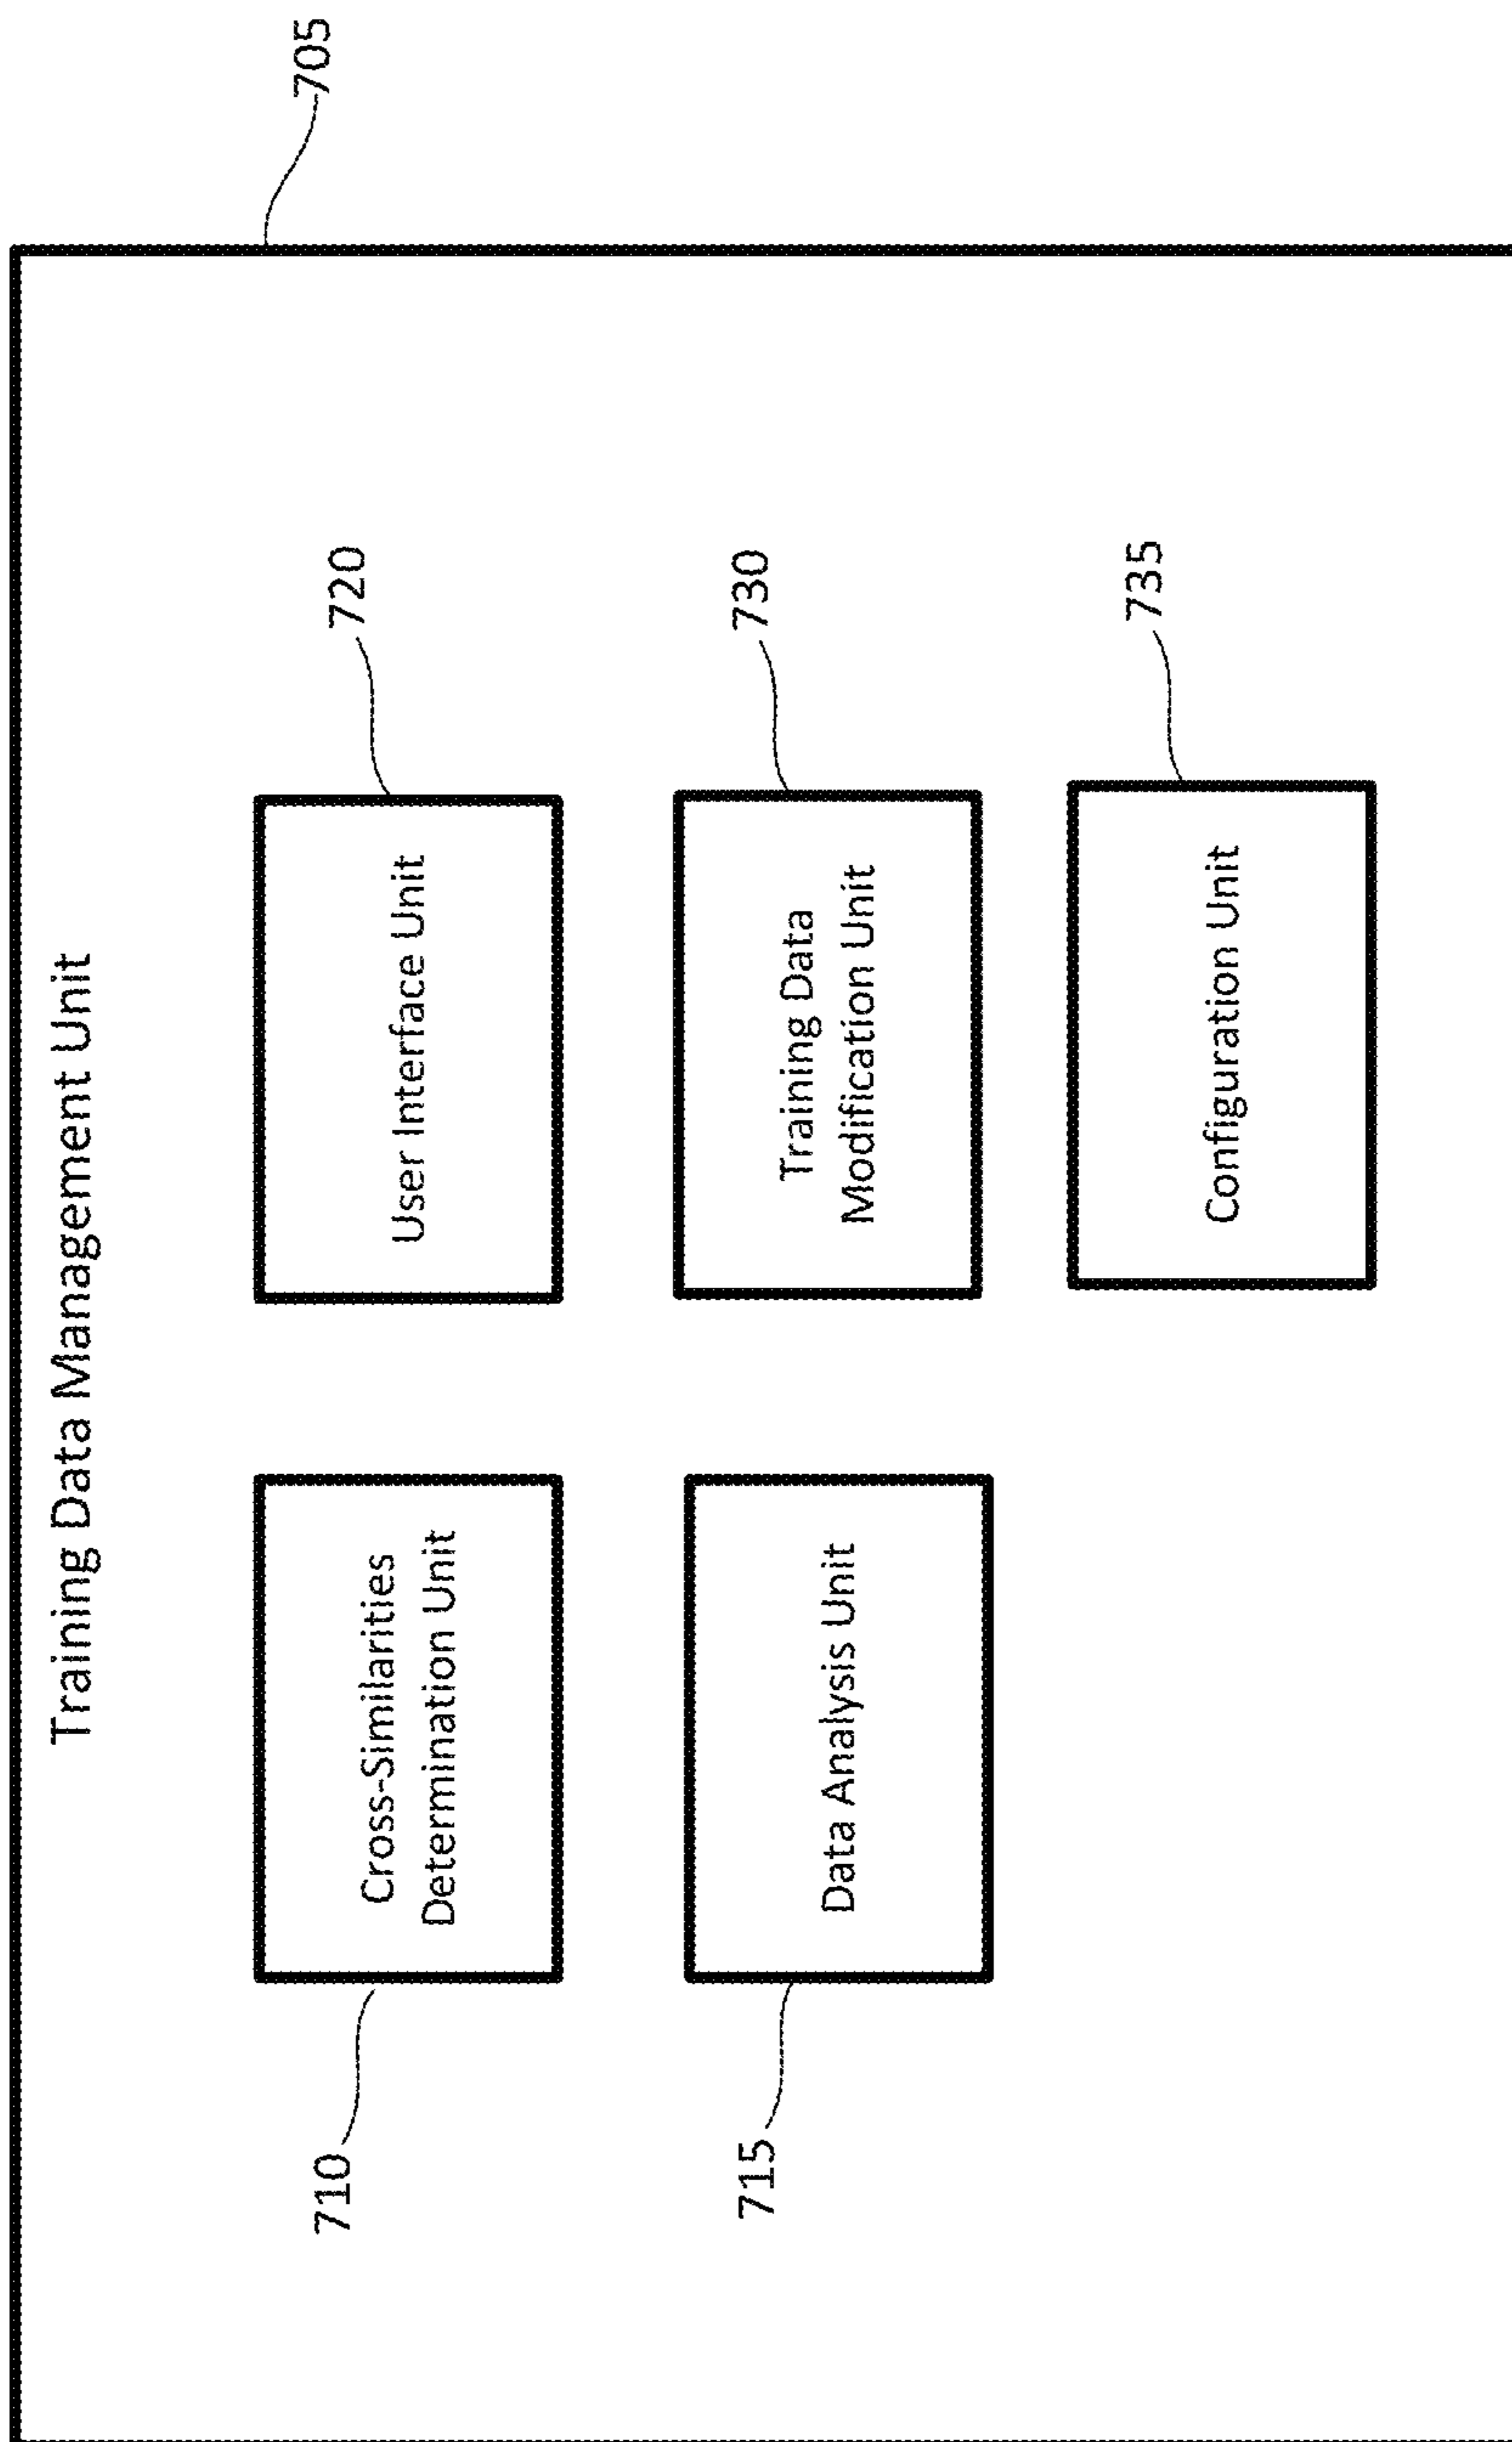 Training Data Management Unit
705
710
Cross-Similarities
Determination Unit
User Interface Unit
720
715
Data Analysis Unit
Training Data
Modification Unit
730
Configuration Unit
735